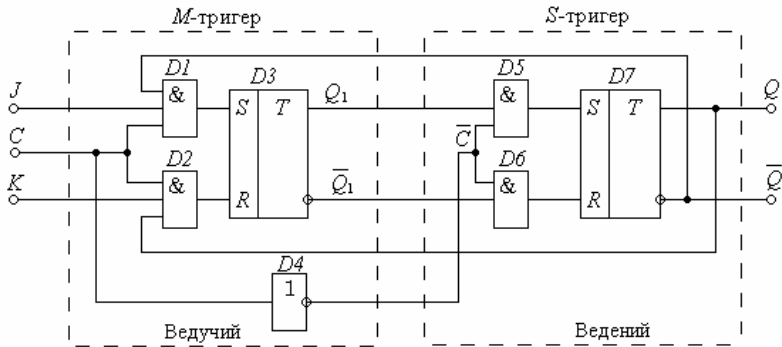 M-тригер
S-тригер
D1
D3
D5
D7
J
&
S
T
Q₁
&
S
T
Q
C
C̅
D2
D6
K
&
R
Q̅₁
&
R
Q̅
D4
1
Ведучий
Ведений